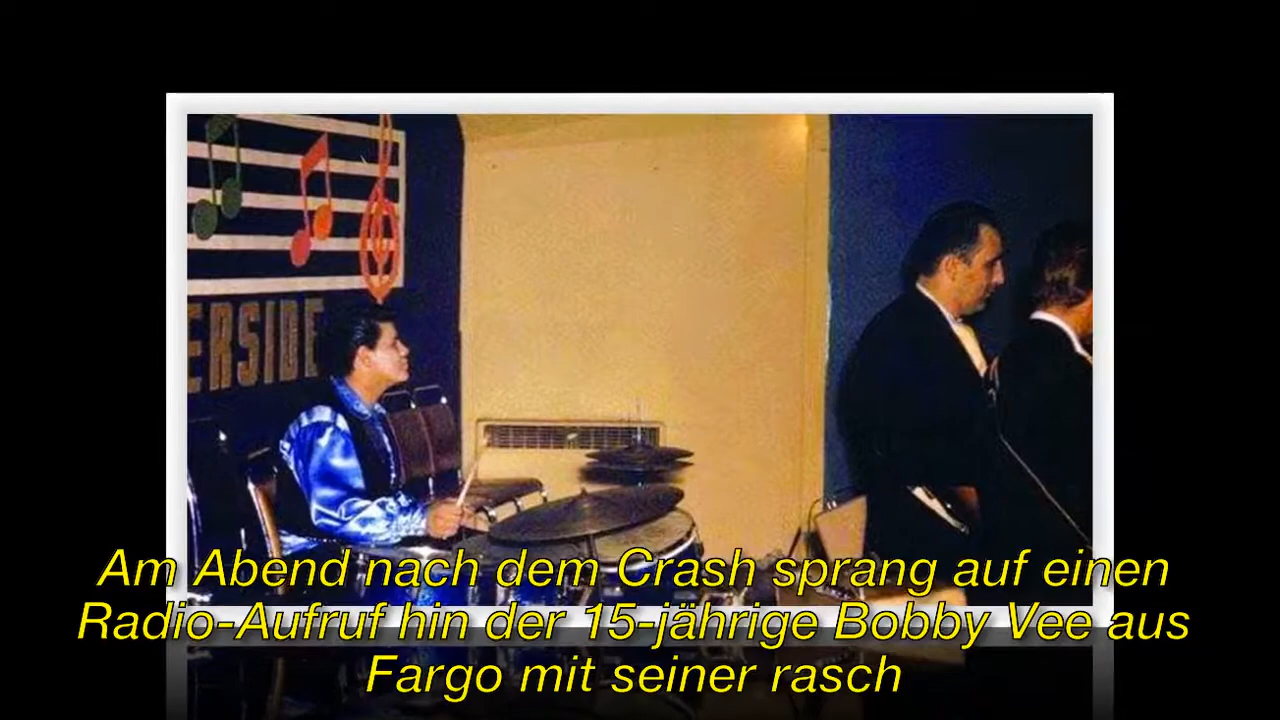 ERSIDE
Am Abend nach dem Crash sprang auf einen
Radio-Aufruf hin der 15-jährige Bobby Vee aus
Fargo mit seiner rasch